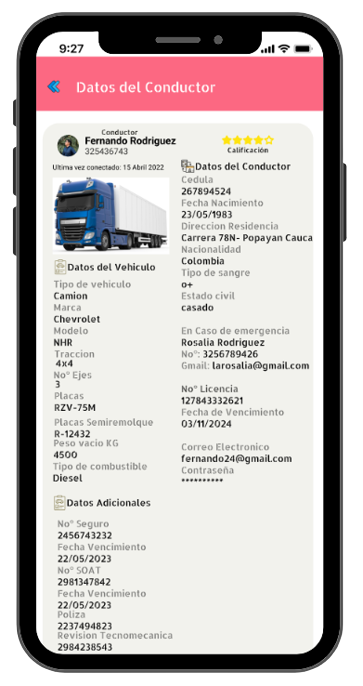 9:27
Datos del Conductor
Conductor
Fernando Rodriguez
325436743
Calificación
Ultima vez conectado: 15 Abril 2022
Datos del Vehiculo
Tipo de vehiculo
Camion
Marca
Chevrolet
Modelo
NHR
Traccion
4x4
No° Ejes
3
Placas
RZV-75M
Placas Semiremolque
R-12432
Peso vacio KG
4500
Tipo de combustible
Diesel
Datos del Conductor
Cedula
267894524
Fecha Nacimiento
23/05/1983
Direccion Residencia
Carrera 78N- Popayan Cauca
Nacionalidad
Colombia
Tipo de sangre
o+
Estado civil
casado
En Caso de emergencia
Rosalia Rodriguez
No°: 3256789426
Gmail: larosalia@gmail.com
No° Licencia
127843332621
Fecha de Vencimiento
03/11/2024
Correo Electronico
fernando24@gmail.com
Contraseña
**********
Datos Adicionales
No° Seguro
2456743232
Fecha Vencimiento
22/05/2023
No° SOAT
2981347842
Fecha Vencimiento
22/05/2023
Poliza
2237494823
Revision Tecnomecanica
2984238543